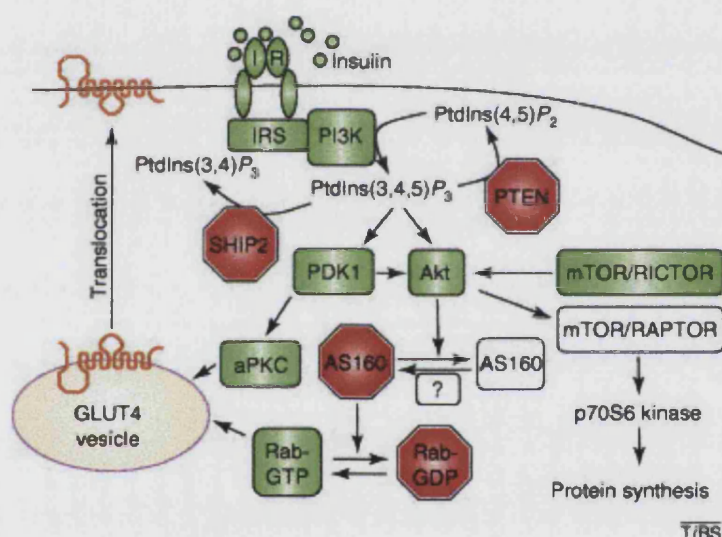 I R
Insulin
IRS
PI3K
PtdIns(4,5)P2
PtdIns(3,4)P3
PtdIns(3,4,5)P3
PTEN
SHIP2
Translocation
PDK1
Akt
mTOR/RICTOR
mTOR/RAPTOR
aPKC
AS160
AS160
?
GLUT4
vesicle
p70S6 kinase
Rab-
GTP
Rab-
GDP
Protein synthesis
TiBS